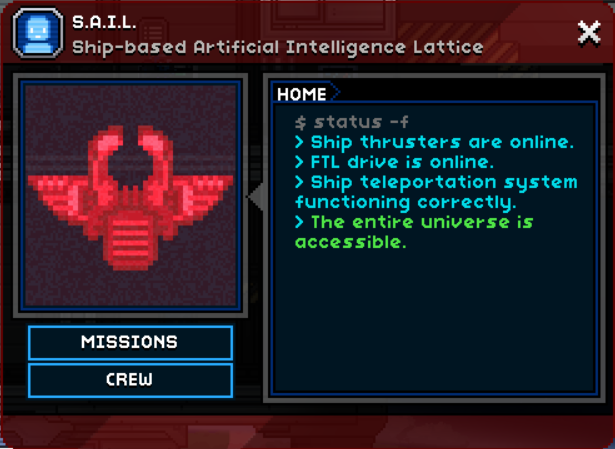 S.A.I.L.
Ship-based Artificial Intelligence Lattice
HOME
$ status -f
> Ship thrusters are online.
> FTL drive is online.
> Ship teleportation system
functioning correctly.
> The entire universe is
accessible.
MISSIONS
CREW